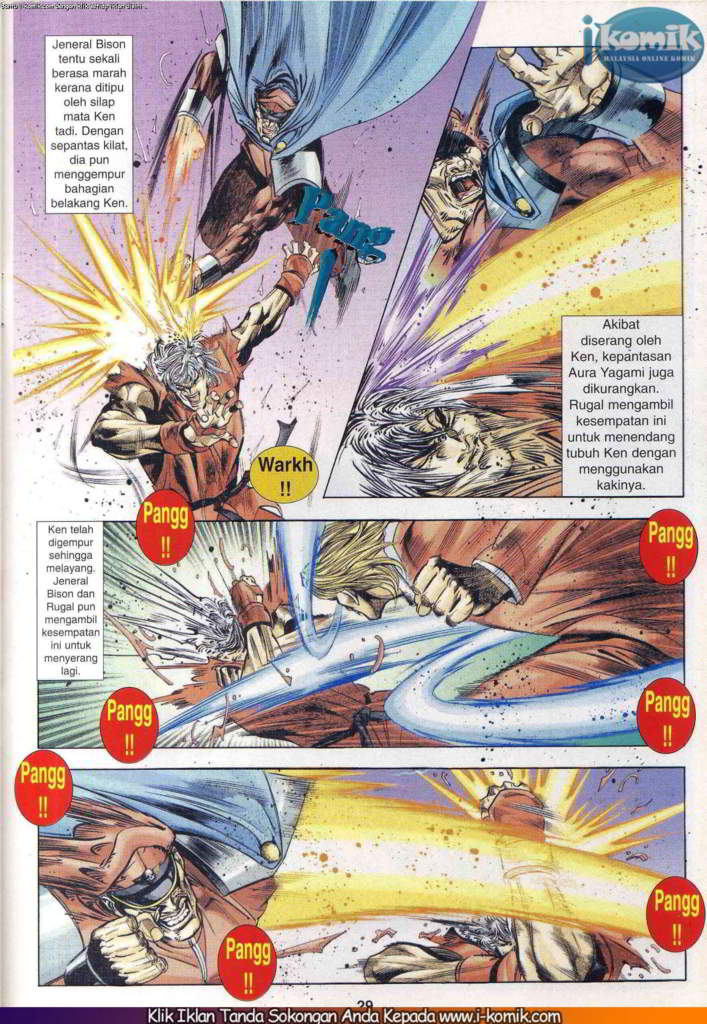 ikomik
MALAYSIA ONLINE KOMIK
Jeneral Bison
tentu sekali
berasa marah
kerana ditipu
oleh silap
mata Ken
tadi. Dengan
sepantas kilat,
dia pun
menggempur
bahagian
belakang Ken.
Pang
Akibat
diserang oleh
Ken, kepantasan
Aura Yagami juga
dikurangkan.
Rugal mengambil
kesempatan ini
untuk menendang
tubuh Ken dengan
menggunakan
kakinya.
Warkh
!!
Pangg
!!
Pangg
!!
Ken telah
digempur
sehingga
melayang.
Jeneral
Bison dan
Rugal pun
mengambil
kesempatan
ini untuk
menyerang
lagi.
Pangg
!!
Pangg
!!
Pangg
!!
Pangg
!!
Pangg
!!
29
Klik Iklan Tanda Sokongan Anda Kepada www.i-komik.com